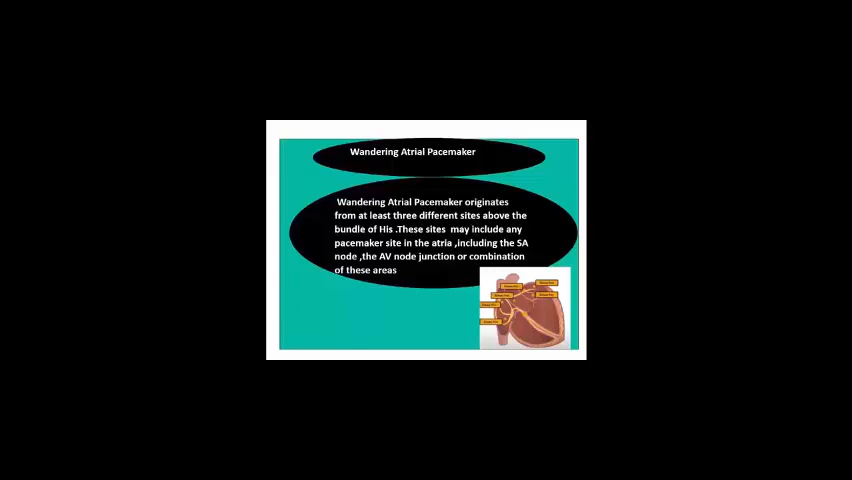 Wandering Atrial Pacemaker
Wandering Atrial Pacemaker originates
from at least three different sites above the
bundle of His .These sites may include any
pacemaker site in the atria ,including the SA
node ,the AV node junction or combination
of these areas